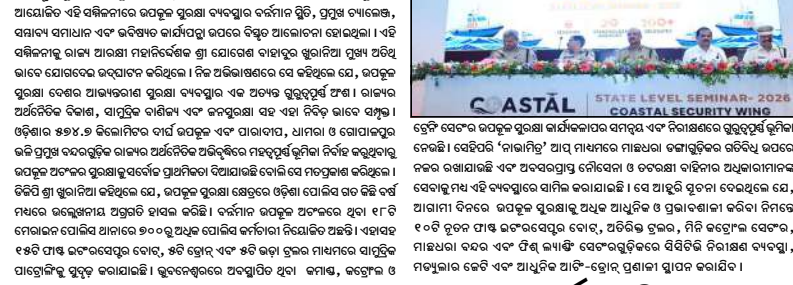 ଆୟୋଜିତ ଏହି ସମ୍ମିଳନୀରେ ଉପକୂଳ ସୁରକ୍ଷା ବ୍ୟବସ୍ଥାର ବର୍ତ୍ତମାନ ସ୍ଥିତି, ପ୍ରମୁଖ ଚ୍ୟାଲେଞ୍ଜ,
ସମ୍ଭାବ୍ୟ ସମାଧାନ ଏବଂ ଭବିଷ୍ୟତ କାର୍ଯ୍ୟପନ୍ଥା ଉପରେ ବିସ୍ତୃତ ଆଲୋଚନା ହୋଇଥିଲା । ଏହି
ସମ୍ମିଳନୀକୁ ରାଜ୍ୟ ଆରକ୍ଷୀ ମହାନିର୍ଦ୍ଦେଶକ ଶ୍ରୀ ଯୋଗେଶ ବାହାଦୁର ଖୁରାନିଆ ମୁଖ୍ୟ ଅତିଥି
ଭାବେ ଯୋଗଦେଇ ଉଦ୍‌ଘାଟନ କରିଥିଲେ । ନିଜ ଅଭିଭାଷଣରେ ସେ କହିଥିଲେ ଯେ, ଉପକୂଳ
ସୁରକ୍ଷା ଦେଶର ଆଭ୍ୟନ୍ତରୀଣ ସୁରକ୍ଷା ବ୍ୟବସ୍ଥାର ଏକ ଅତ୍ୟନ୍ତ ଗୁରୁତ୍ୱପୂର୍ଣ୍ଣ ଅଂଶ । ରାଜ୍ୟର
ଅର୍ଥନୈତିକ ବିକାଶ, ସାମୁଦ୍ରିକ ବାଣିଜ୍ୟ ଏବଂ ଜନସୁରକ୍ଷା ସହ ଏହା ନିବିଡ଼ ଭାବେ ସମ୍ପୃକ୍ତ ।
ଓଡ଼ିଶାର ୫୭୪.୭ କିଲୋମିଟର ଦୀର୍ଘ ଉପକୂଳ ଏବଂ ପାରାଦୀପ, ଧାମରା ଓ ଗୋପାଳପୁର
ଭଳି ପ୍ରମୁଖ ବନ୍ଦରଗୁଡ଼ିକ ରାଜ୍ୟର ଅର୍ଥନୈତିକ ଅଭିବୃଦ୍ଧିରେ ମହତ୍ୱପୂର୍ଣ୍ଣ ଭୂମିକା ନିର୍ବାହ କରୁଥିବାରୁ
ଉପକୂଳ ଅଞ୍ଚଳର ସୁରକ୍ଷାକୁ ସର୍ବୋଚ୍ଚ ପ୍ରାଥମିକତା ଦିଆଯାଉଛି ବୋଲି ସେ ମତପ୍ରକାଶ କରିଥିଲେ ।
ଡିଜିପି ଶ୍ରୀ ଖୁରାନିଆ କହିଥିଲେ ଯେ, ଉପକୂଳ ସୁରକ୍ଷା କ୍ଷେତ୍ରରେ ଓଡ଼ିଶା ପୋଲିସ ଗତ କିଛି ବର୍ଷ
ମଧ୍ୟରେ ଉଲ୍ଲେଖନୀୟ ଅଗ୍ରଗତି ହାସଲ କରିଛି । ବର୍ତ୍ତମାନ ଉପକୂଳ ଅଞ୍ଚଳରେ ଥିବା ୧୮ଟି
ମେରାଇନ ପୋଲିସ ଥାନାରେ ୭୦୦ରୁ ଅଧିକ ପୋଲିସ କର୍ମଚାରୀ ନିୟୋଜିତ ଅଛନ୍ତି । ଏହାସହ
୧୫ଟି ଫାଷ୍ଟ ଇଣ୍ଟରସେପ୍ଟର ବୋଟ୍, ୫ଟି ଡ୍ରୋନ୍ ଏବଂ ୫ଟି ଭଡ଼ା ଟ୍ରଲର ମାଧ୍ୟମରେ ସାମୁଦ୍ରିକ
ପାଟ୍ରୋଲିଂକୁ ସୁଦୃଢ଼ କରାଯାଇଛି । ଭୁବନେଶ୍ୱରରେ ଅବସ୍ଥାପିତ ଥିବା କମାଣ୍ଡ, କଣ୍ଟ୍ରୋଲ ଓ
COASTAL STATE LEVEL SEMINAR- 2026
COASTAL SECURITY WING
ଟ୍ରେନିଂ ସେଣ୍ଟର ଉପକୂଳ ସୁରକ୍ଷା କାର୍ଯ୍ୟକଳାପର ସମନ୍ୱୟ ଏବଂ ନିରୀକ୍ଷଣରେ ଗୁରୁତ୍ୱପୂର୍ଣ୍ଣ ଭୂମିକା
ନେଉଛି । ସେହିପରି ‘ନାଭାମିତ୍ର’ ଆପ୍ ମାଧ୍ୟମରେ ମାଛଧରା ଡଙ୍ଗାଗୁଡ଼ିକର ଗତିବିଧି ଉପରେ
ନଜର ରଖାଯାଉଛି ଏବଂ ଅବସରପ୍ରାପ୍ତ ନୌସେନା ଓ ତଟରକ୍ଷୀ ବାହିନୀର ଅଧିକାରୀମାନଙ୍କ
ସେବାକୁ ମଧ୍ୟ ଏହି ବ୍ୟବସ୍ଥାରେ ସାମିଲ କରାଯାଇଛି । ସେ ଆହୁରି ସୂଚନା ଦେଇଥିଲେ ଯେ,
ଆଗାମୀ ଦିନରେ ଉପକୂଳ ସୁରକ୍ଷାକୁ ଅଧିକ ଆଧୁନିକ ଓ ପ୍ରଭାବଶାଳୀ କରିବା ନିମନ୍ତେ
୧୦ଟି ନୂତନ ଫାଷ୍ଟ ଇଣ୍ଟରସେପ୍ଟର ବୋଟ୍, ଅତିରିକ୍ତ ଟ୍ରଲର, ମିନି କଣ୍ଟ୍ରୋଲ ସେଣ୍ଟର,
ମାଛଧରା ବନ୍ଦର ଏବଂ ଫିଶ୍ ଲ୍ୟାଣ୍ଡିଂ ସେଣ୍ଟରଗୁଡ଼ିକରେ ସିସିଟିଭି ନିରୀକ୍ଷଣ ବ୍ୟବସ୍ଥା,
ମଡ୍ୟୁଲାର ଜେଟି ଏବଂ ଆଧୁନିକ ଆଣ୍ଟି-ଡ୍ରୋନ୍ ପ୍ରଣାଳୀ ସ୍ଥାପନ କରାଯିବ ।